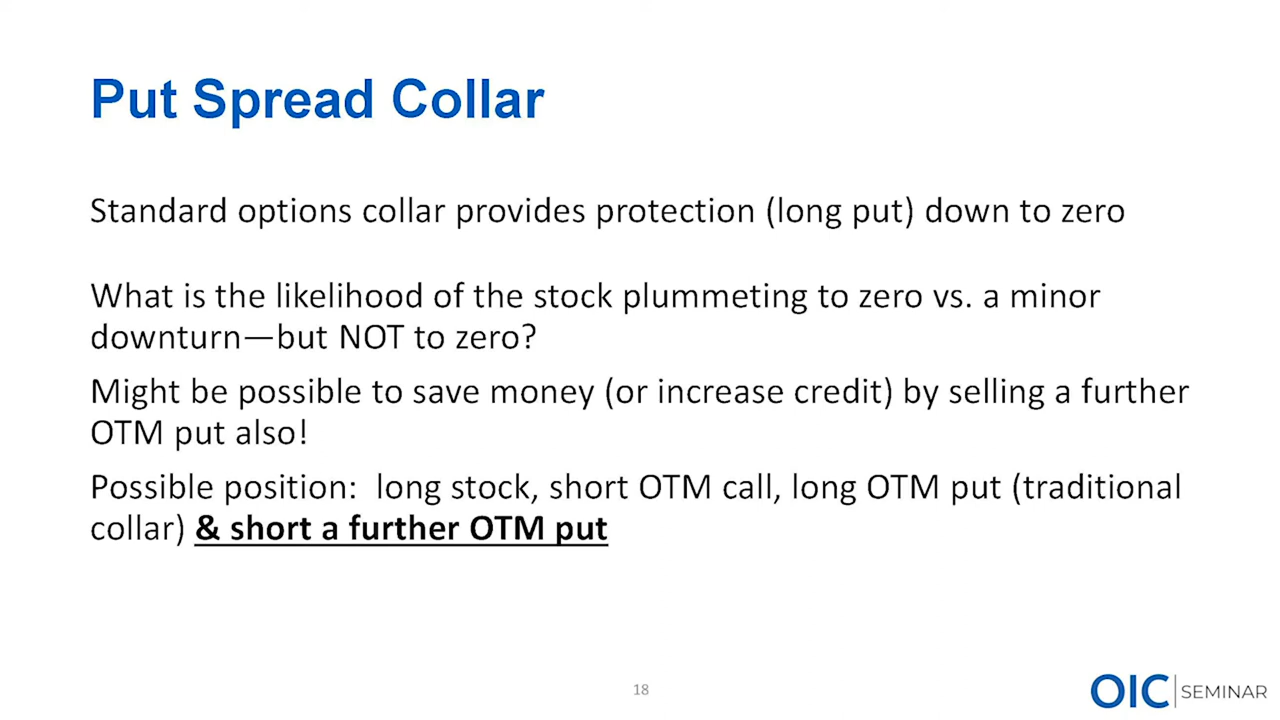 Put Spread Collar
Standard options collar provides protection (long put) down to zero
What is the likelihood of the stock plummeting to zero vs. a minor
downturn—but NOT to zero?
Might be possible to save money (or increase credit) by selling a further
OTM put also!
Possible position:  long stock, short OTM call, long OTM put (traditional
collar) & short a further OTM put
18
OIC SEMINAR